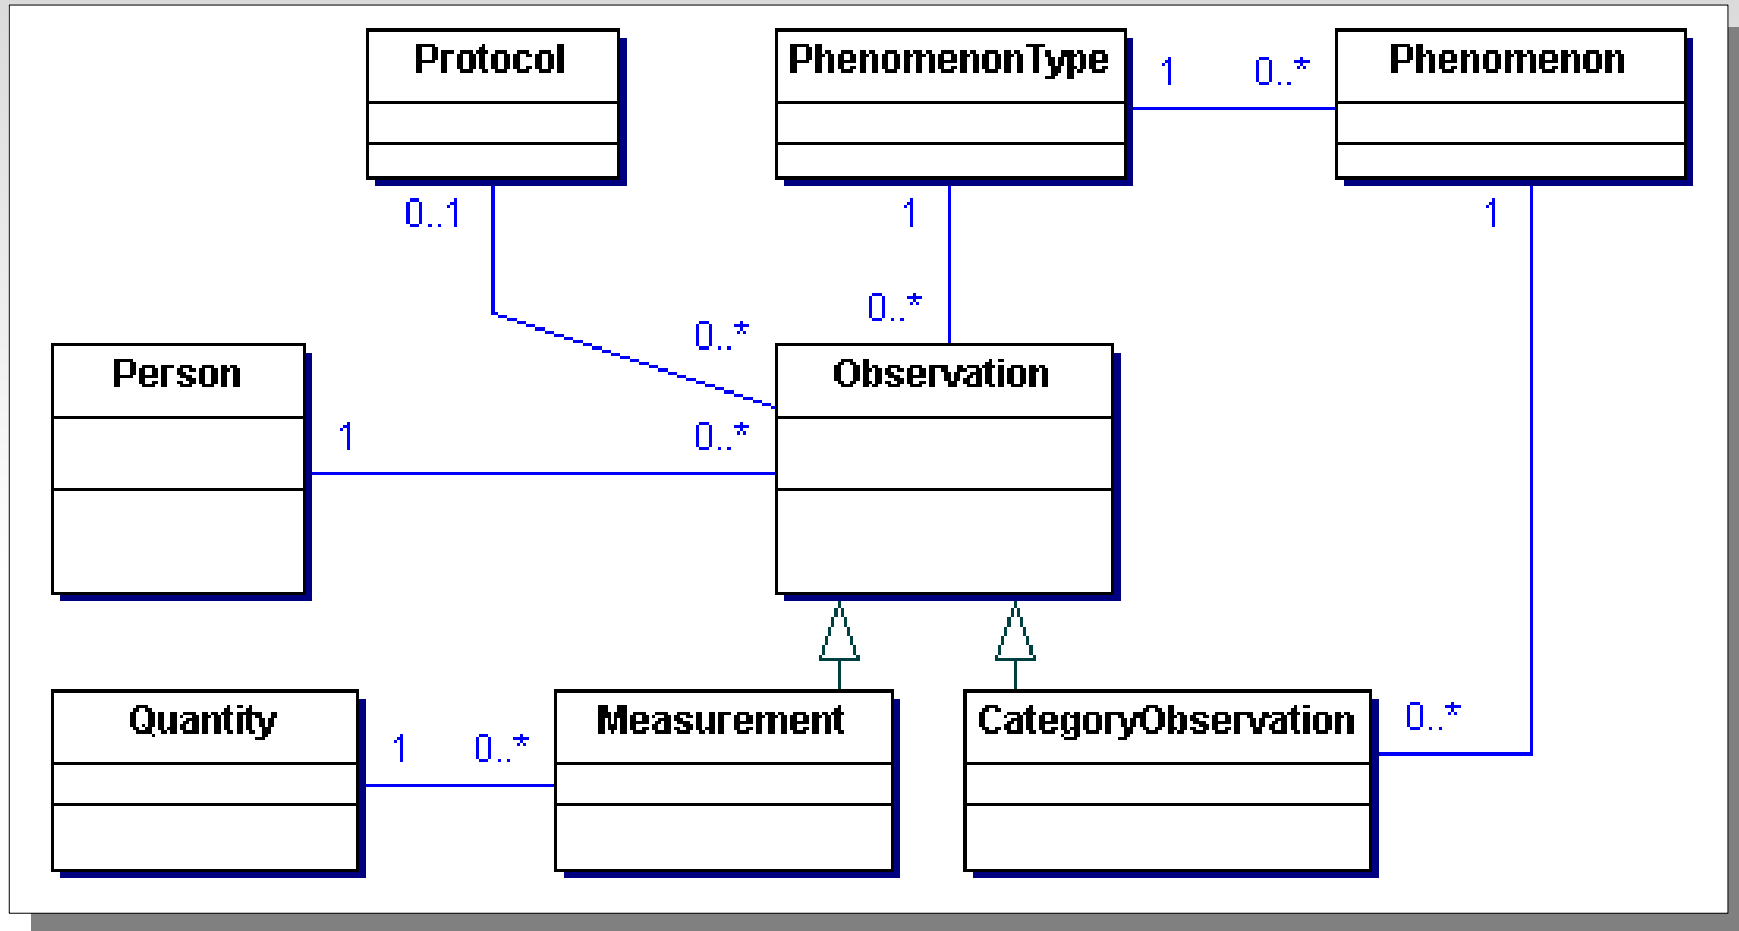 Protocol
PhenomenonType
1
0..*
Phenomenon
0..1
1
1
0..*
0..*
Person
1
0..*
Observation
Quantity
1
0..*
Measurement
CategoryObservation
0..*